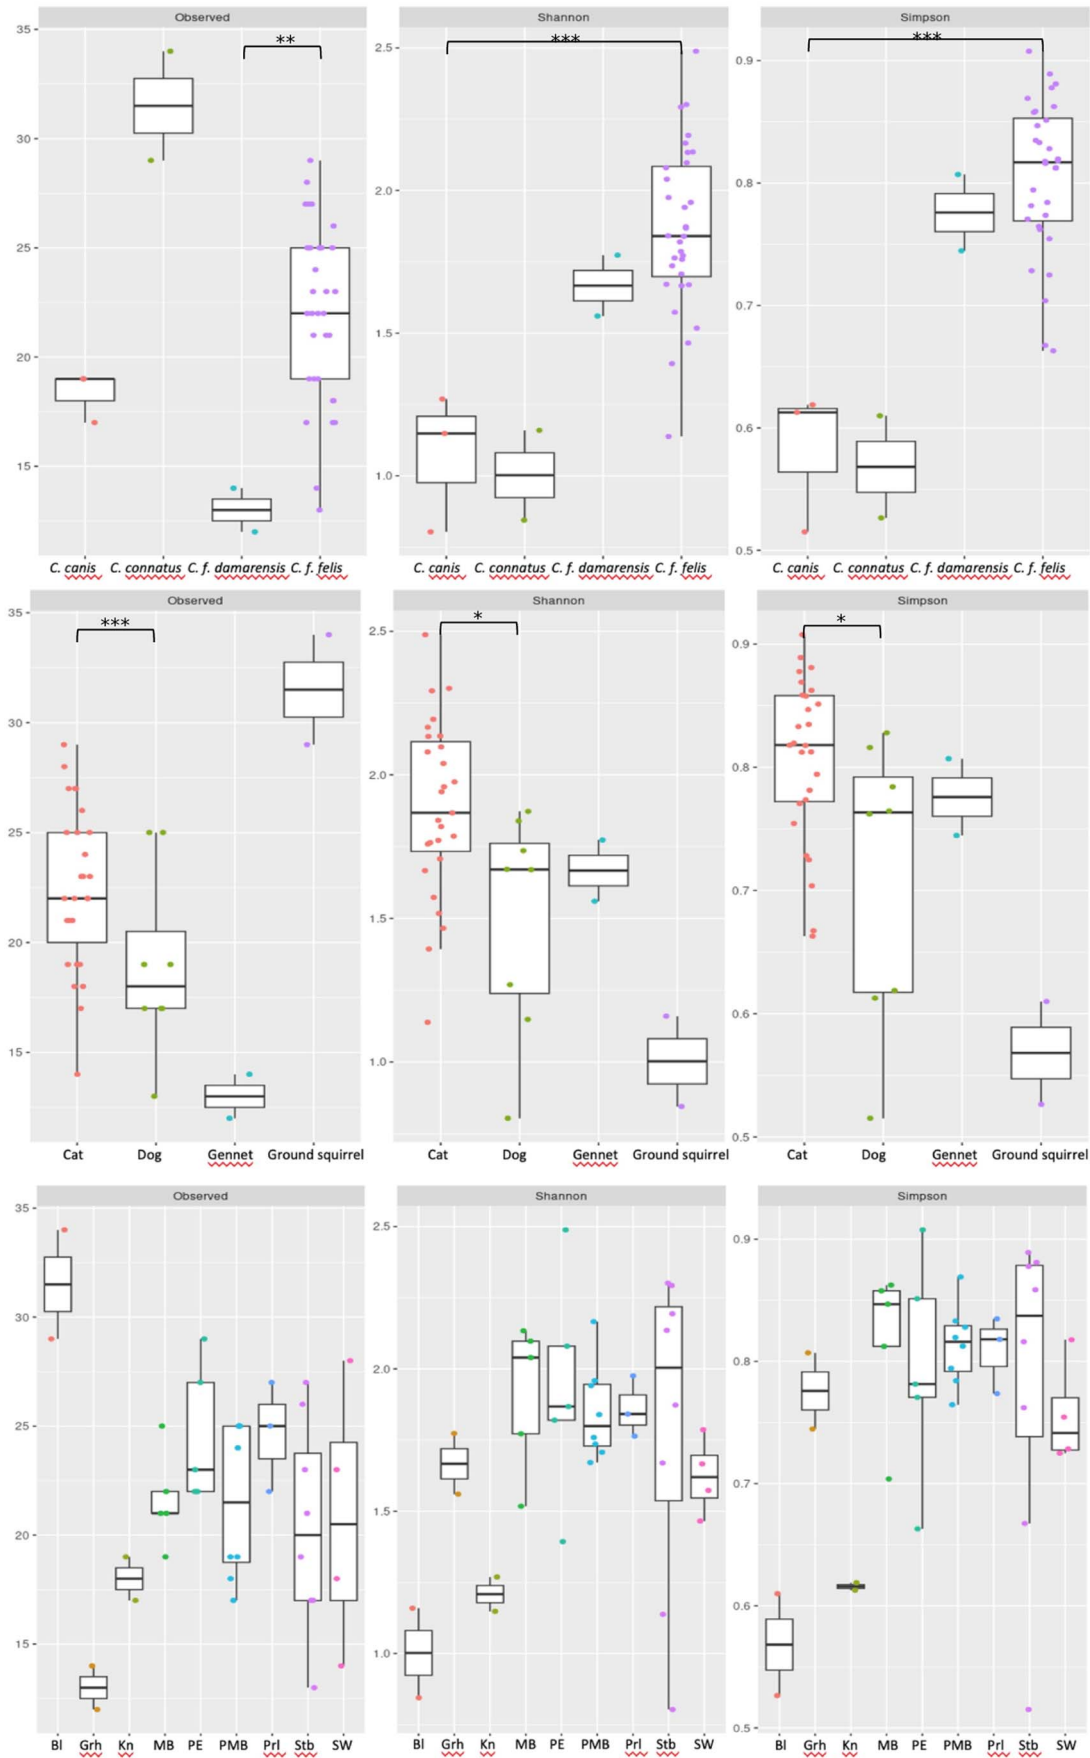 Observed Shannon Simpson
35 ** 2.5 *** 0.9 ***
30
2.0 0.8
25
1.5 0.7
20
1.0 0.6
15
0.5
C. canis C. connatus C. f. damarensis C. f. felis C. canis C. connatus C. f. damarensis C. f. felis C. canis C. connatus C. f. damarensis C. f. felis
Observed Shannon Simpson
35 *** 2.5 * 0.9 *
30
2.0 0.8
25
1.5 0.7
20
1.0 0.6
15
0.5
Cat Dog Gennet Ground squirrel Cat Dog Gennet Ground squirrel Cat Dog Gennet Ground squirrel
Observed Shannon Simpson
35 2.5 0.9
30
2.0 0.8
25
1.5 0.7
20
1.0 0.6
15
0.5
Bl Grh Kn MB PE PMB Prl Stb SW Bl Grh Kn MB PE PMB Prl Stb SW Bl Grh Kn MB PE PMB Prl Stb SW